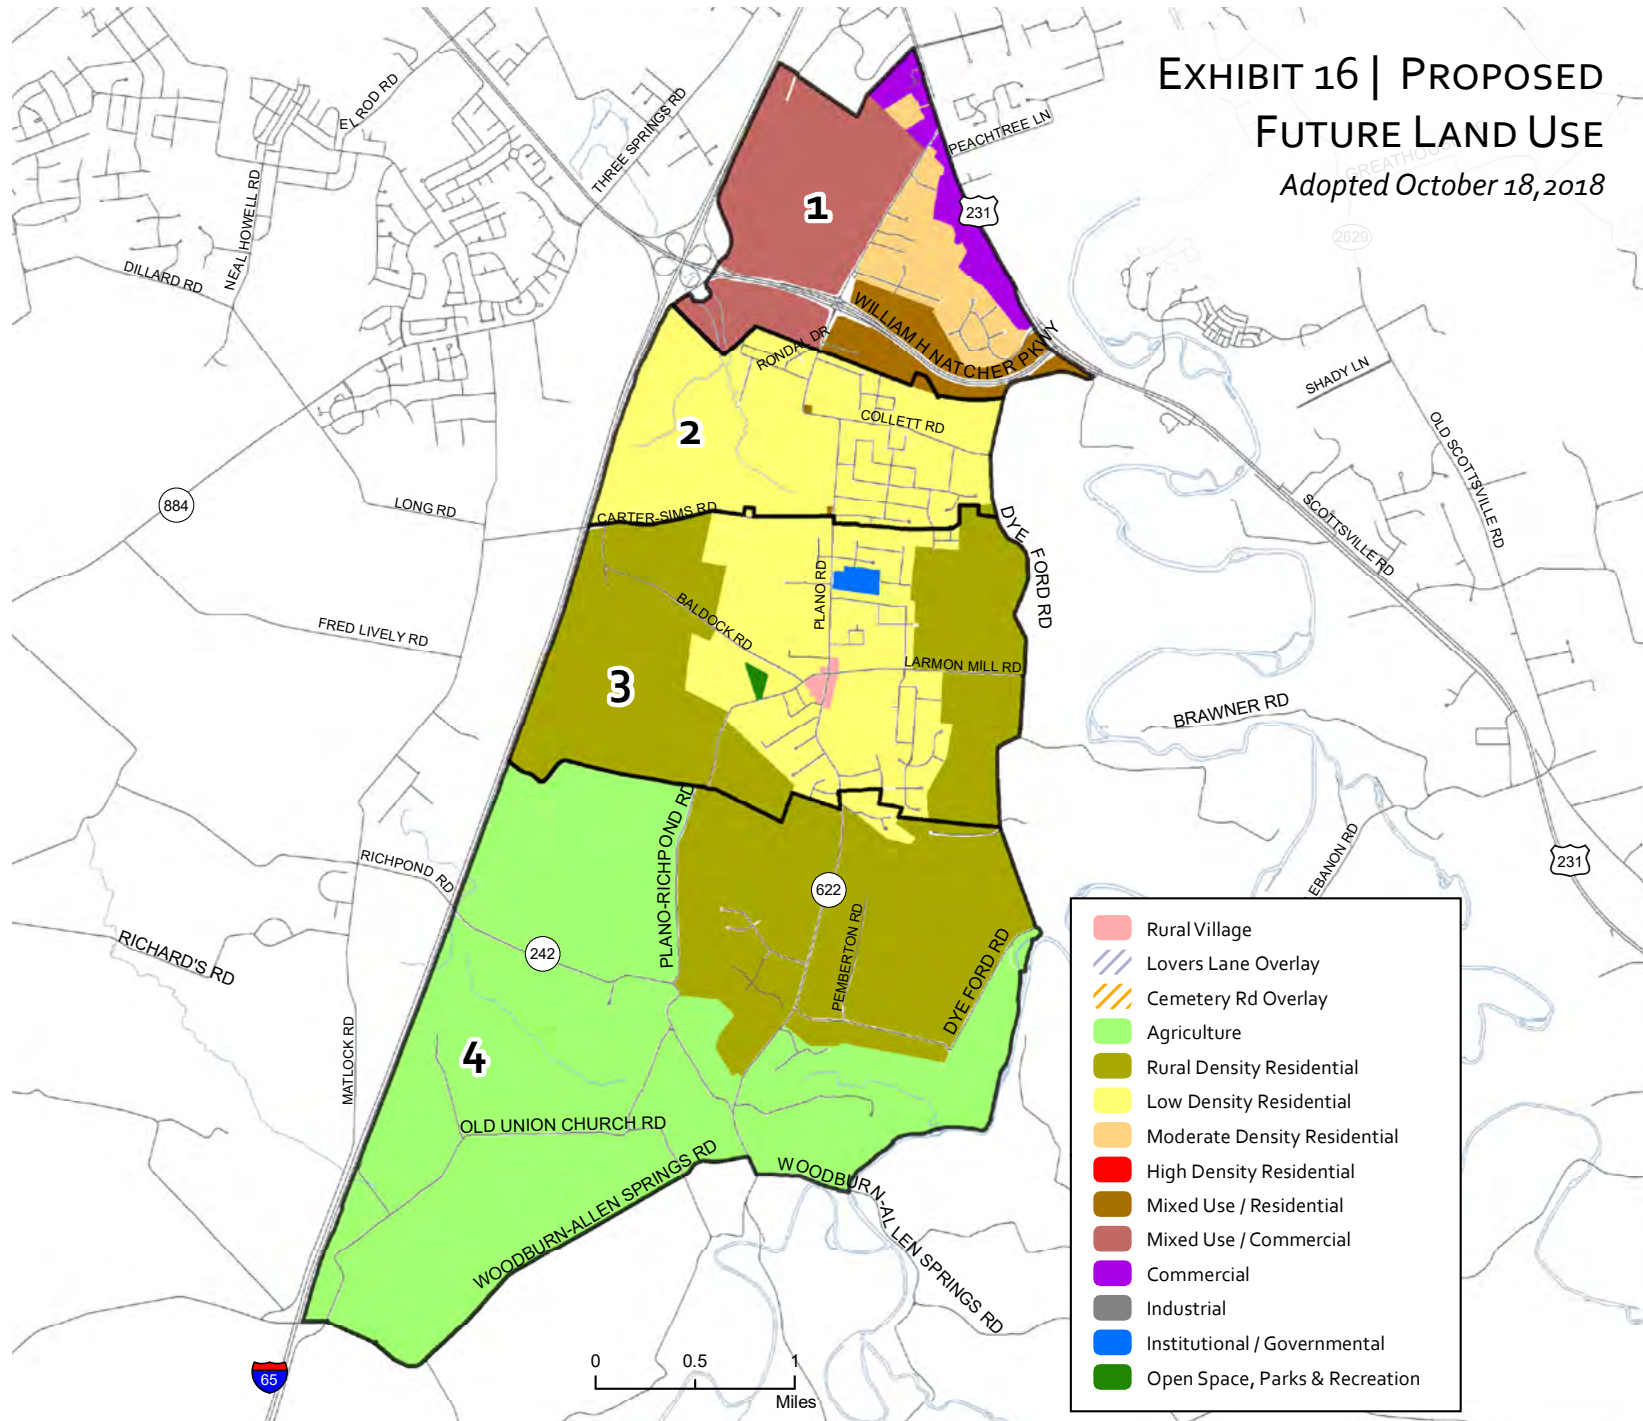 EXHIBIT 16 | PROPOSED
FUTURE LAND USE
Adopted October 18,2018
EL ROD RD
THREE SPRINGS RD
PEACHTREE LN
GREATHOUSE
NEAL HOWELL RD
1
231
2629
DILLARD RD
WILLIAM H NATCHER PKWY
RONDAL DR
SHADY LN
2
COLLETT RD
OLD SCOTTSVILLE RD
884
LONG RD
CARTER-SIMS RD
DYE FORD RD
SCOTTSVILLE RD
PLANO RD
BALDOCK RD
FRED LIVELY RD
LARMON MILL RD
3
BRAWNER RD
PLANO-RICHPOND RD
RICHPOND RD
622
231
EBANON RD
PEMBERTON RD
RICHARD'S RD
242
DYE FORD RD
MATLOCK RD
4
OLD UNION CHURCH RD
WOODBURN-ALLEN SPRINGS RD
WOODBURN-ALLEN SPRINGS RD
65
0 0.5 1
Miles
Rural Village
Lovers Lane Overlay
Cemetery Rd Overlay
Agriculture
Rural Density Residential
Low Density Residential
Moderate Density Residential
High Density Residential
Mixed Use / Residential
Mixed Use / Commercial
Commercial
Industrial
Institutional / Governmental
Open Space, Parks & Recreation